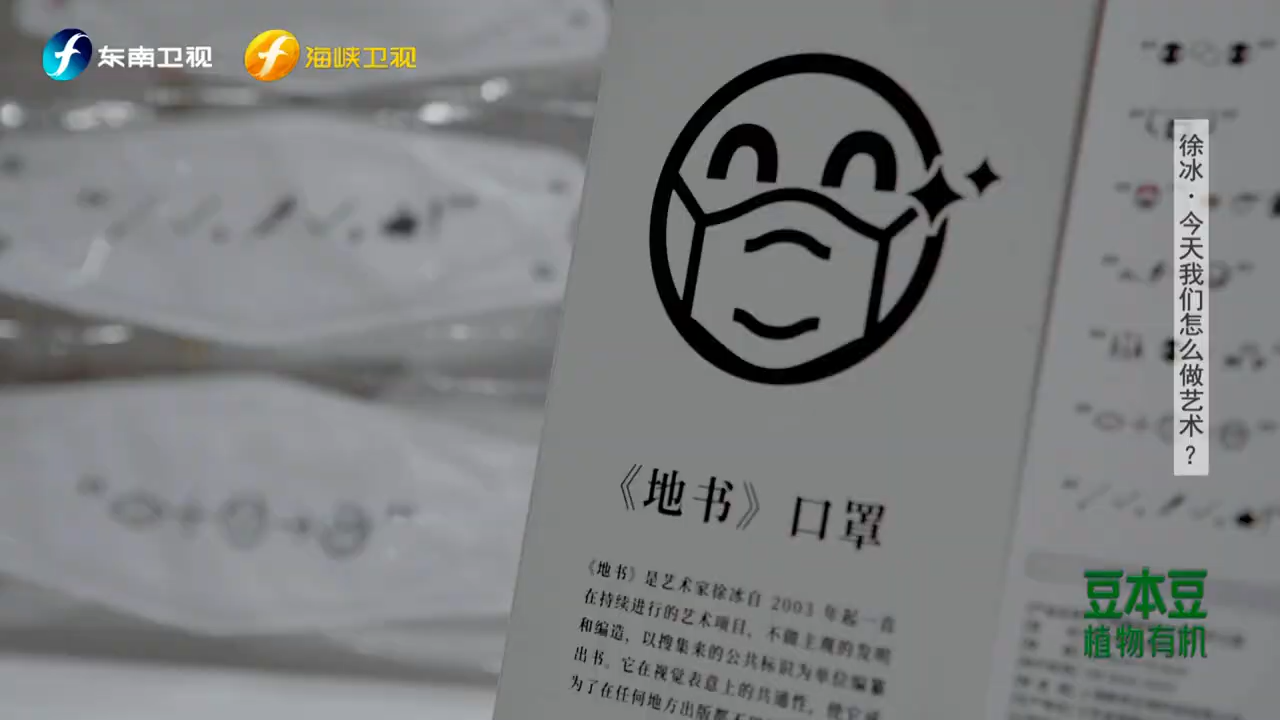 东南卫视
海峡卫视
徐冰·今天我们怎么做艺术？
《地书》口罩
《地书》是艺术家徐冰自 2003 年起一直
在持续进行的艺术项目，不做主观的发明
和编造，以搜集来的公共标识为单位编纂
出书。它在视觉表意上的共通性，使它成
为了在任何地方出版都不
豆本豆
植物有机